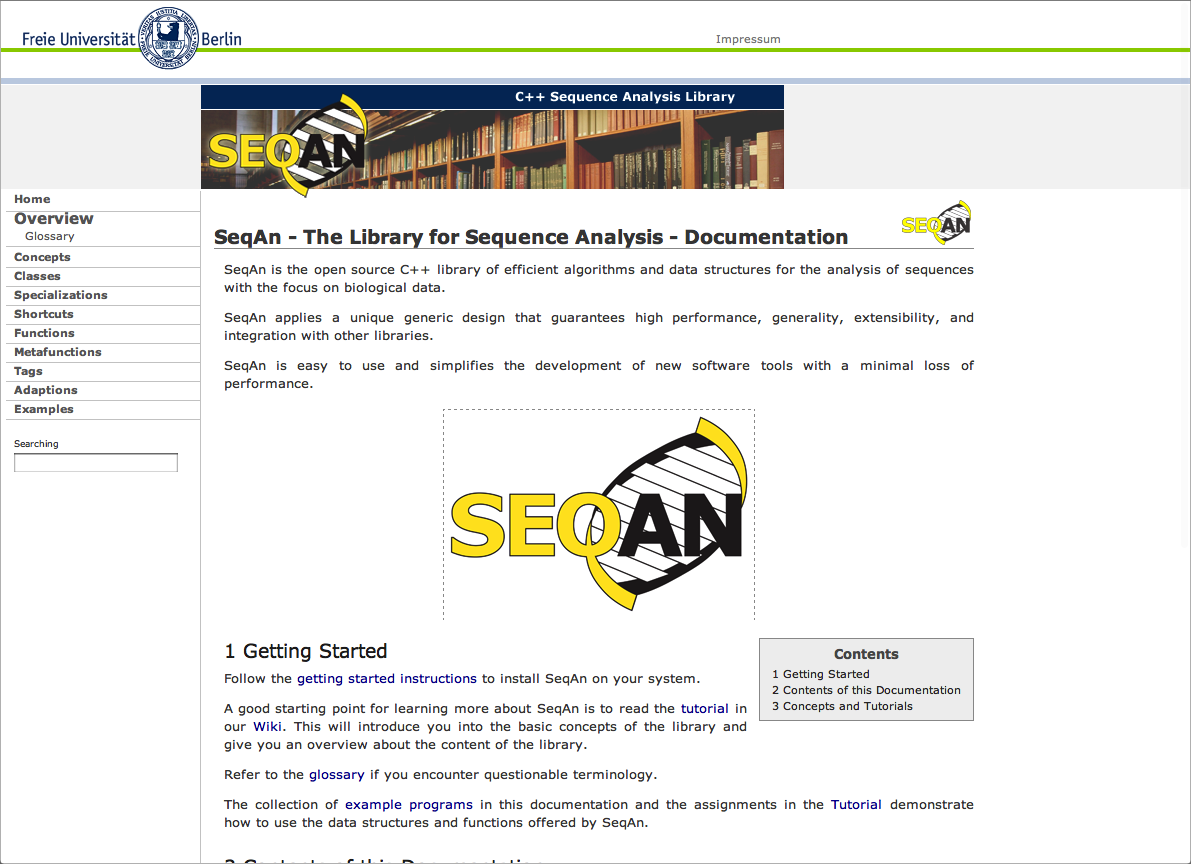 Freie Universität Berlin
Impressum
C++ Sequence Analysis Library
SEQAN
Home
Overview
Glossary
Concepts
Classes
Specializations
Shortcuts
Functions
Metafunctions
Tags
Adaptions
Examples
Searching
SEQAN
SeqAn - The Library for Sequence Analysis - Documentation
SeqAn is the open source C++ library of efficient algorithms and data structures for the analysis of sequences
with the focus on biological data.
SeqAn applies a unique generic design that guarantees high performance, generality, extensibility, and
integration with other libraries.
SeqAn is easy to use and simplifies the development of new software tools with a minimal loss of
performance.
SEQAN
1 Getting Started
Follow the getting started instructions to install SeqAn on your system.
A good starting point for learning more about SeqAn is to read the tutorial in
our Wiki. This will introduce you into the basic concepts of the library and
give you an overview about the content of the library.
Refer to the glossary if you encounter questionable terminology.
The collection of example programs in this documentation and the assignments in the Tutorial demonstrate
how to use the data structures and functions offered by SeqAn.
Contents
1 Getting Started
2 Contents of this Documentation
3 Concepts and Tutorials
2 Contents of this Documentation